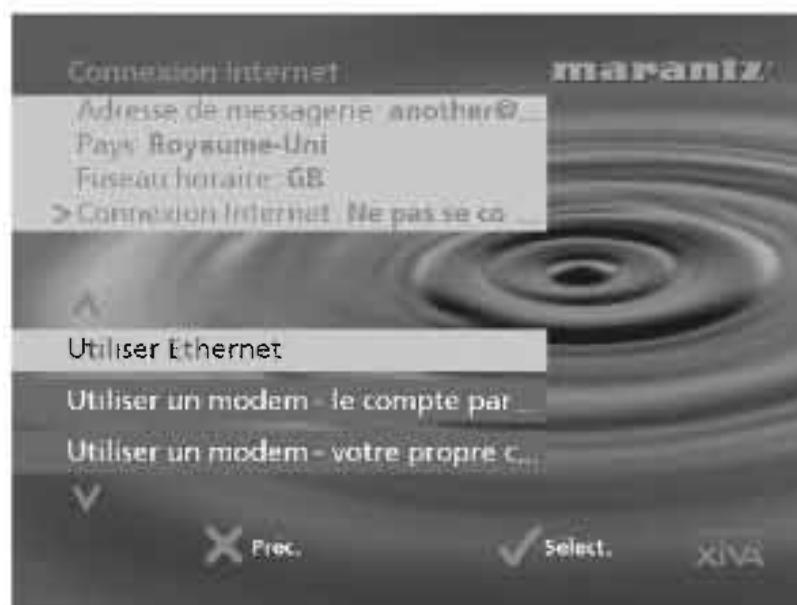 Connexion Internet
marantz
Adresse de messagerie: another@...
Pays: Royaume-Uni
Fuseau horaire: GB
> Connexion Internet: Ne pas se co ...
Utiliser Ethernet
Utiliser un modem - le compte par ...
Utiliser un modem - votre propre c...
Prec.
Select.
XiVA